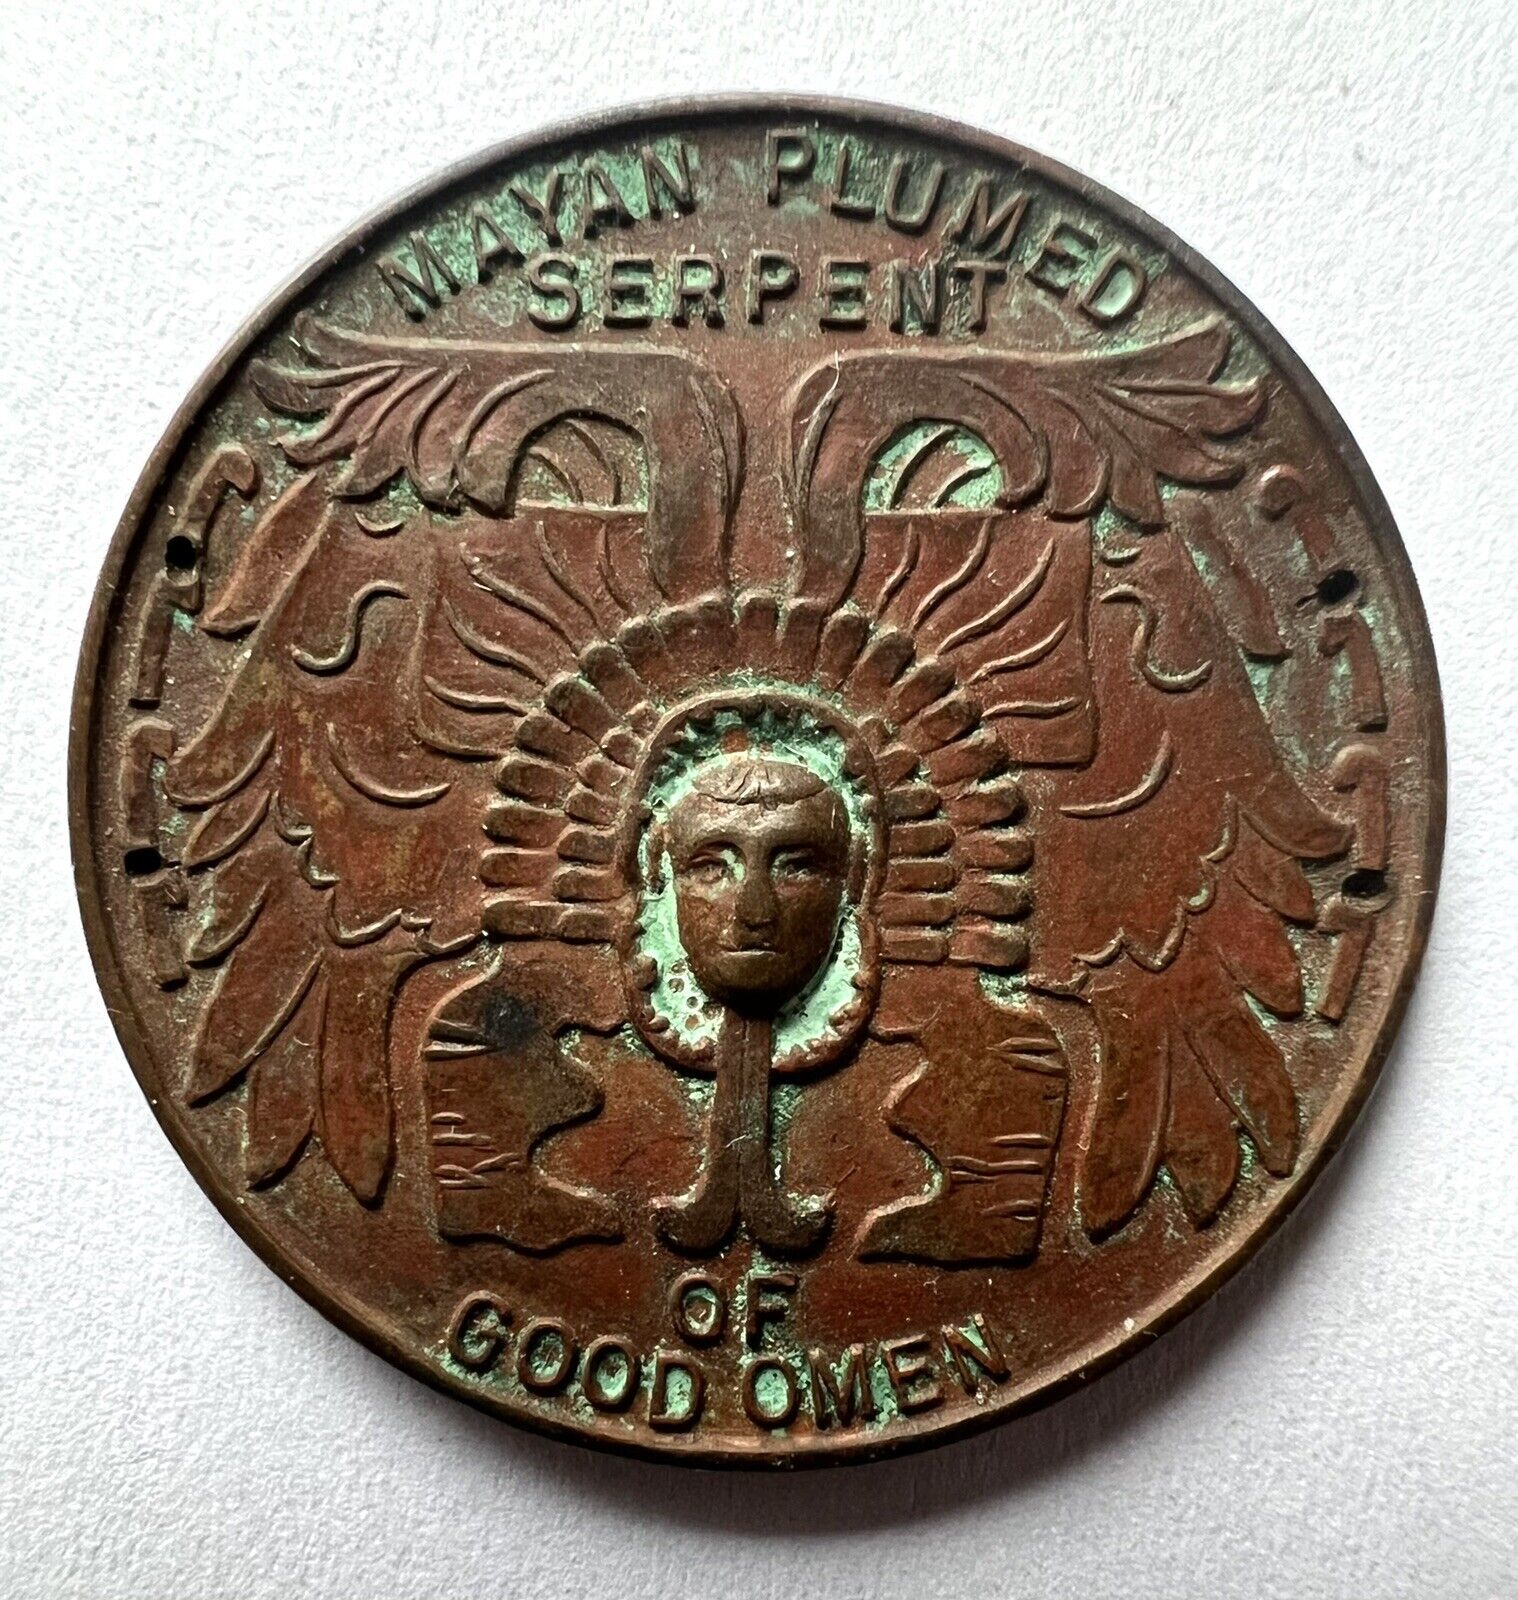 MAYAN PLUMED
SERPENT
OF
GOOD OMEN